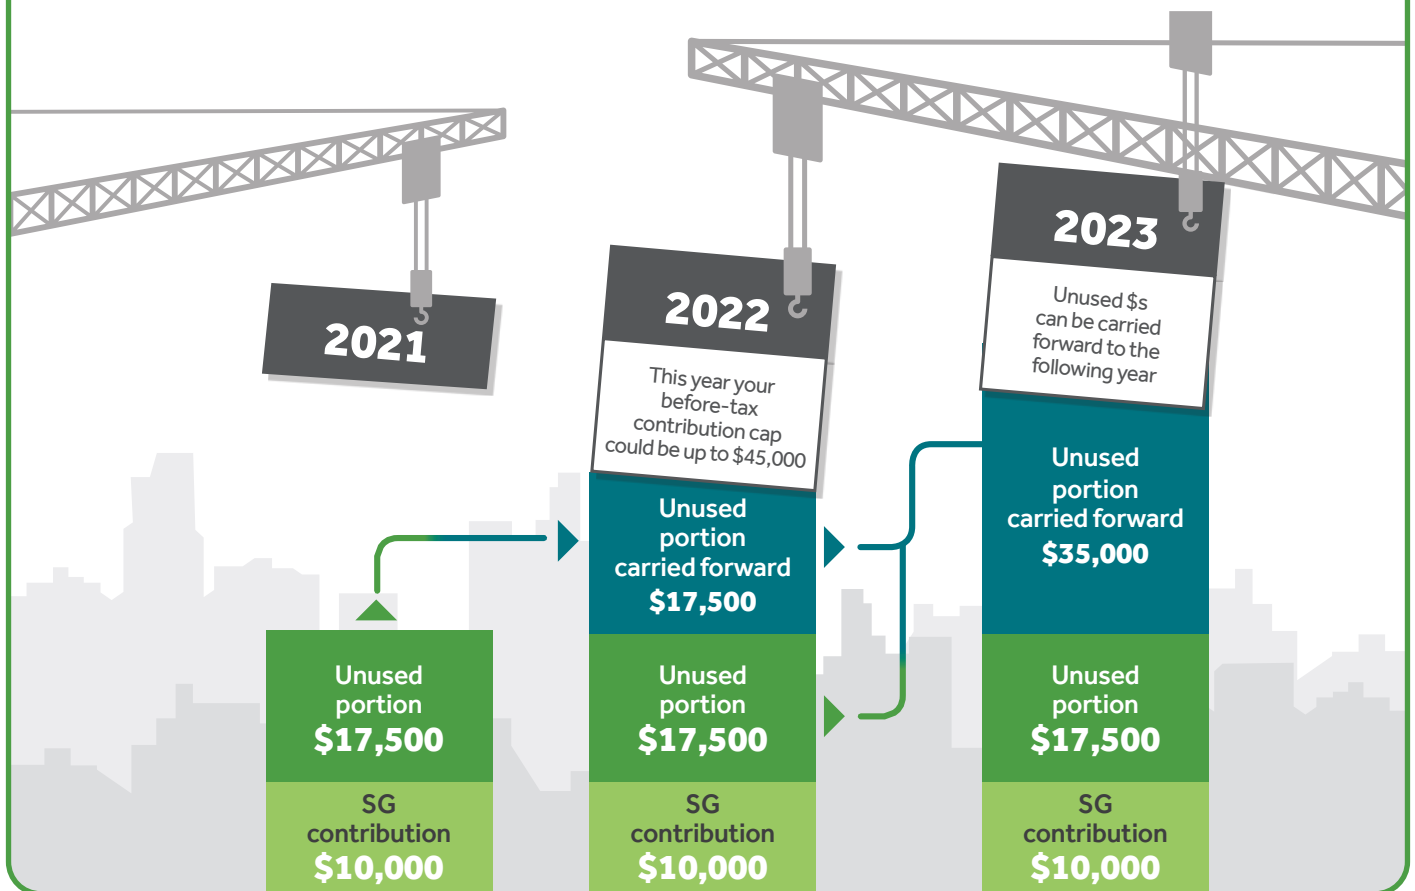 2021
Unused
portion
$17,500
SG
contribution
$10,000
2022
This year your
before-tax
contribution cap
could be up to $45,000
Unused
portion
carried forward
$17,500
Unused
portion
$17,500
SG
contribution
$10,000
2023
Unused $s
can be carried
forward to the
following year
Unused
portion
carried forward
$35,000
Unused
portion
$17,500
SG
contribution
$10,000